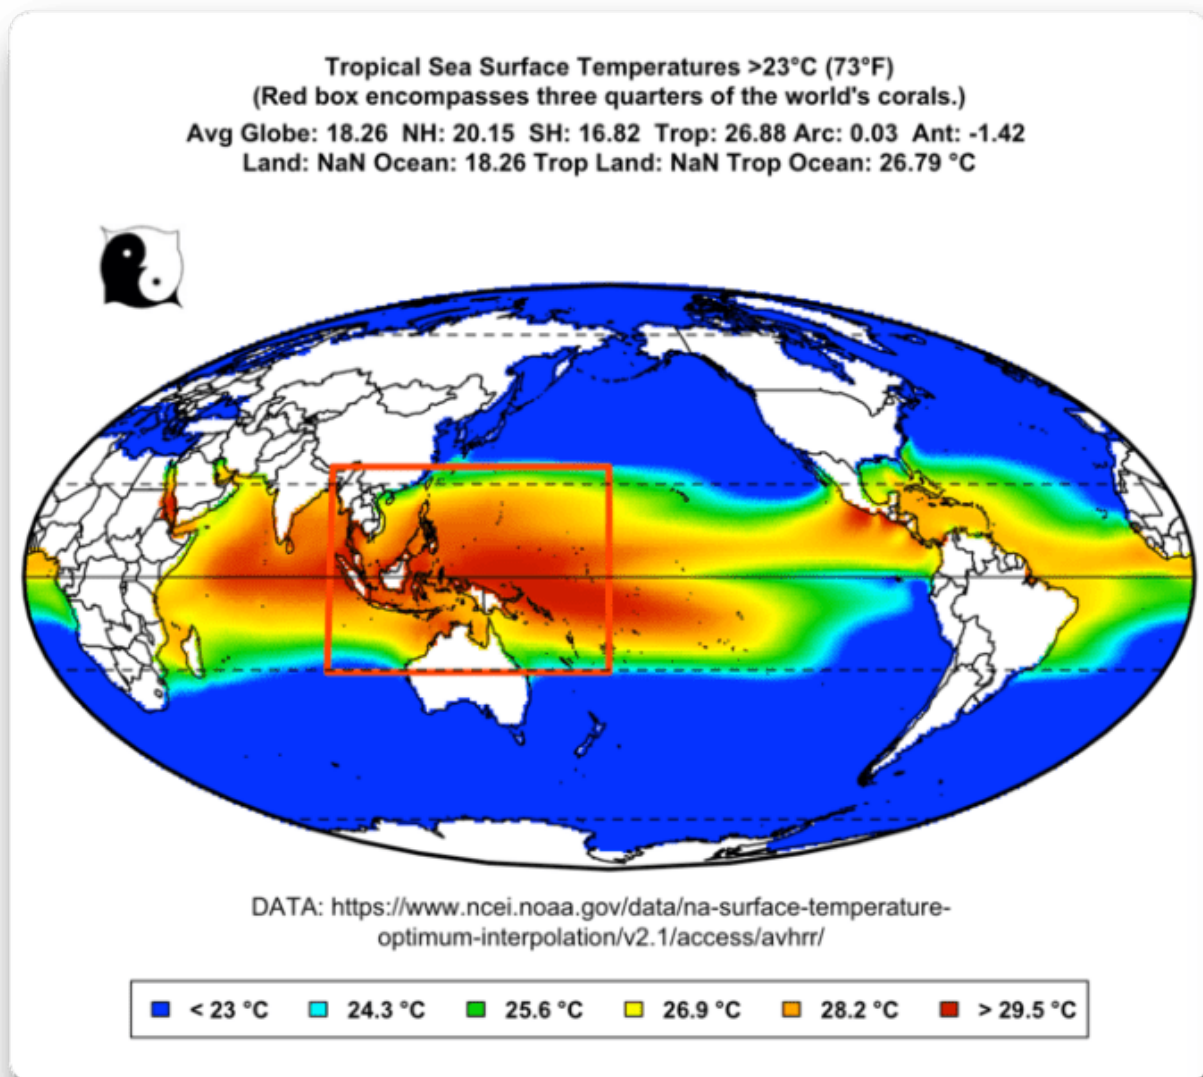 Tropical Sea Surface Temperatures >23°C (73°F)
(Red box encompasses three quarters of the world's corals.)
Avg Globe: 18.26 NH: 20.15 SH: 16.82 Trop: 26.88 Arc: 0.03 Ant: -1.42
Land: NaN Ocean: 18.26 Trop Land: NaN Trop Ocean: 26.79 °C
DATA: https://www.ncei.noaa.gov/data/na-surface-temperature-
optimum-interpolation/v2.1/access/avhrr/
< 23 °C 24.3 °C 25.6 °C 26.9 °C 28.2 °C > 29.5 °C